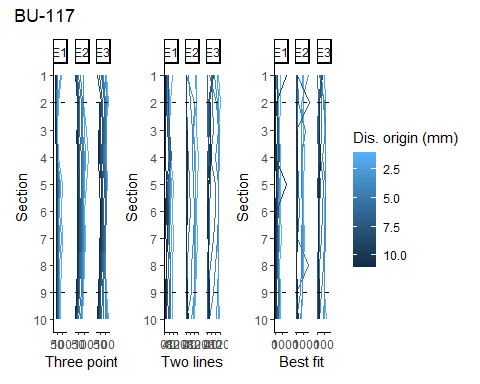 BU-117
E1 E2 E3 E1 E2 E3 E1 E2 E3
1 1 1
2 2 2
3 3 3
4 4 4
5 5 5
6 6 6
7 7 7
8 8 8
9 9 9
10 10 10
Section Section Section
Three point Two lines Best fit
Dis. origin (mm)
2.5
5.0
7.5
10.0